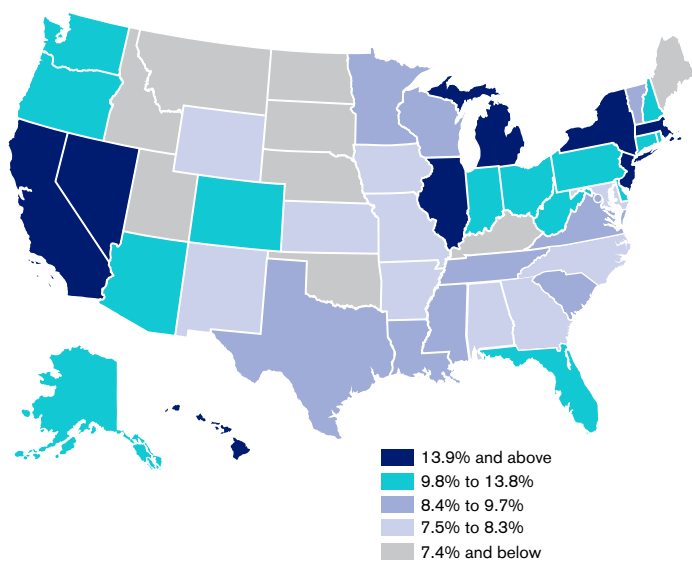 13.9% and above
9.8% to 13.8%
8.4% to 9.7%
7.5% to 8.3%
7.4% and below